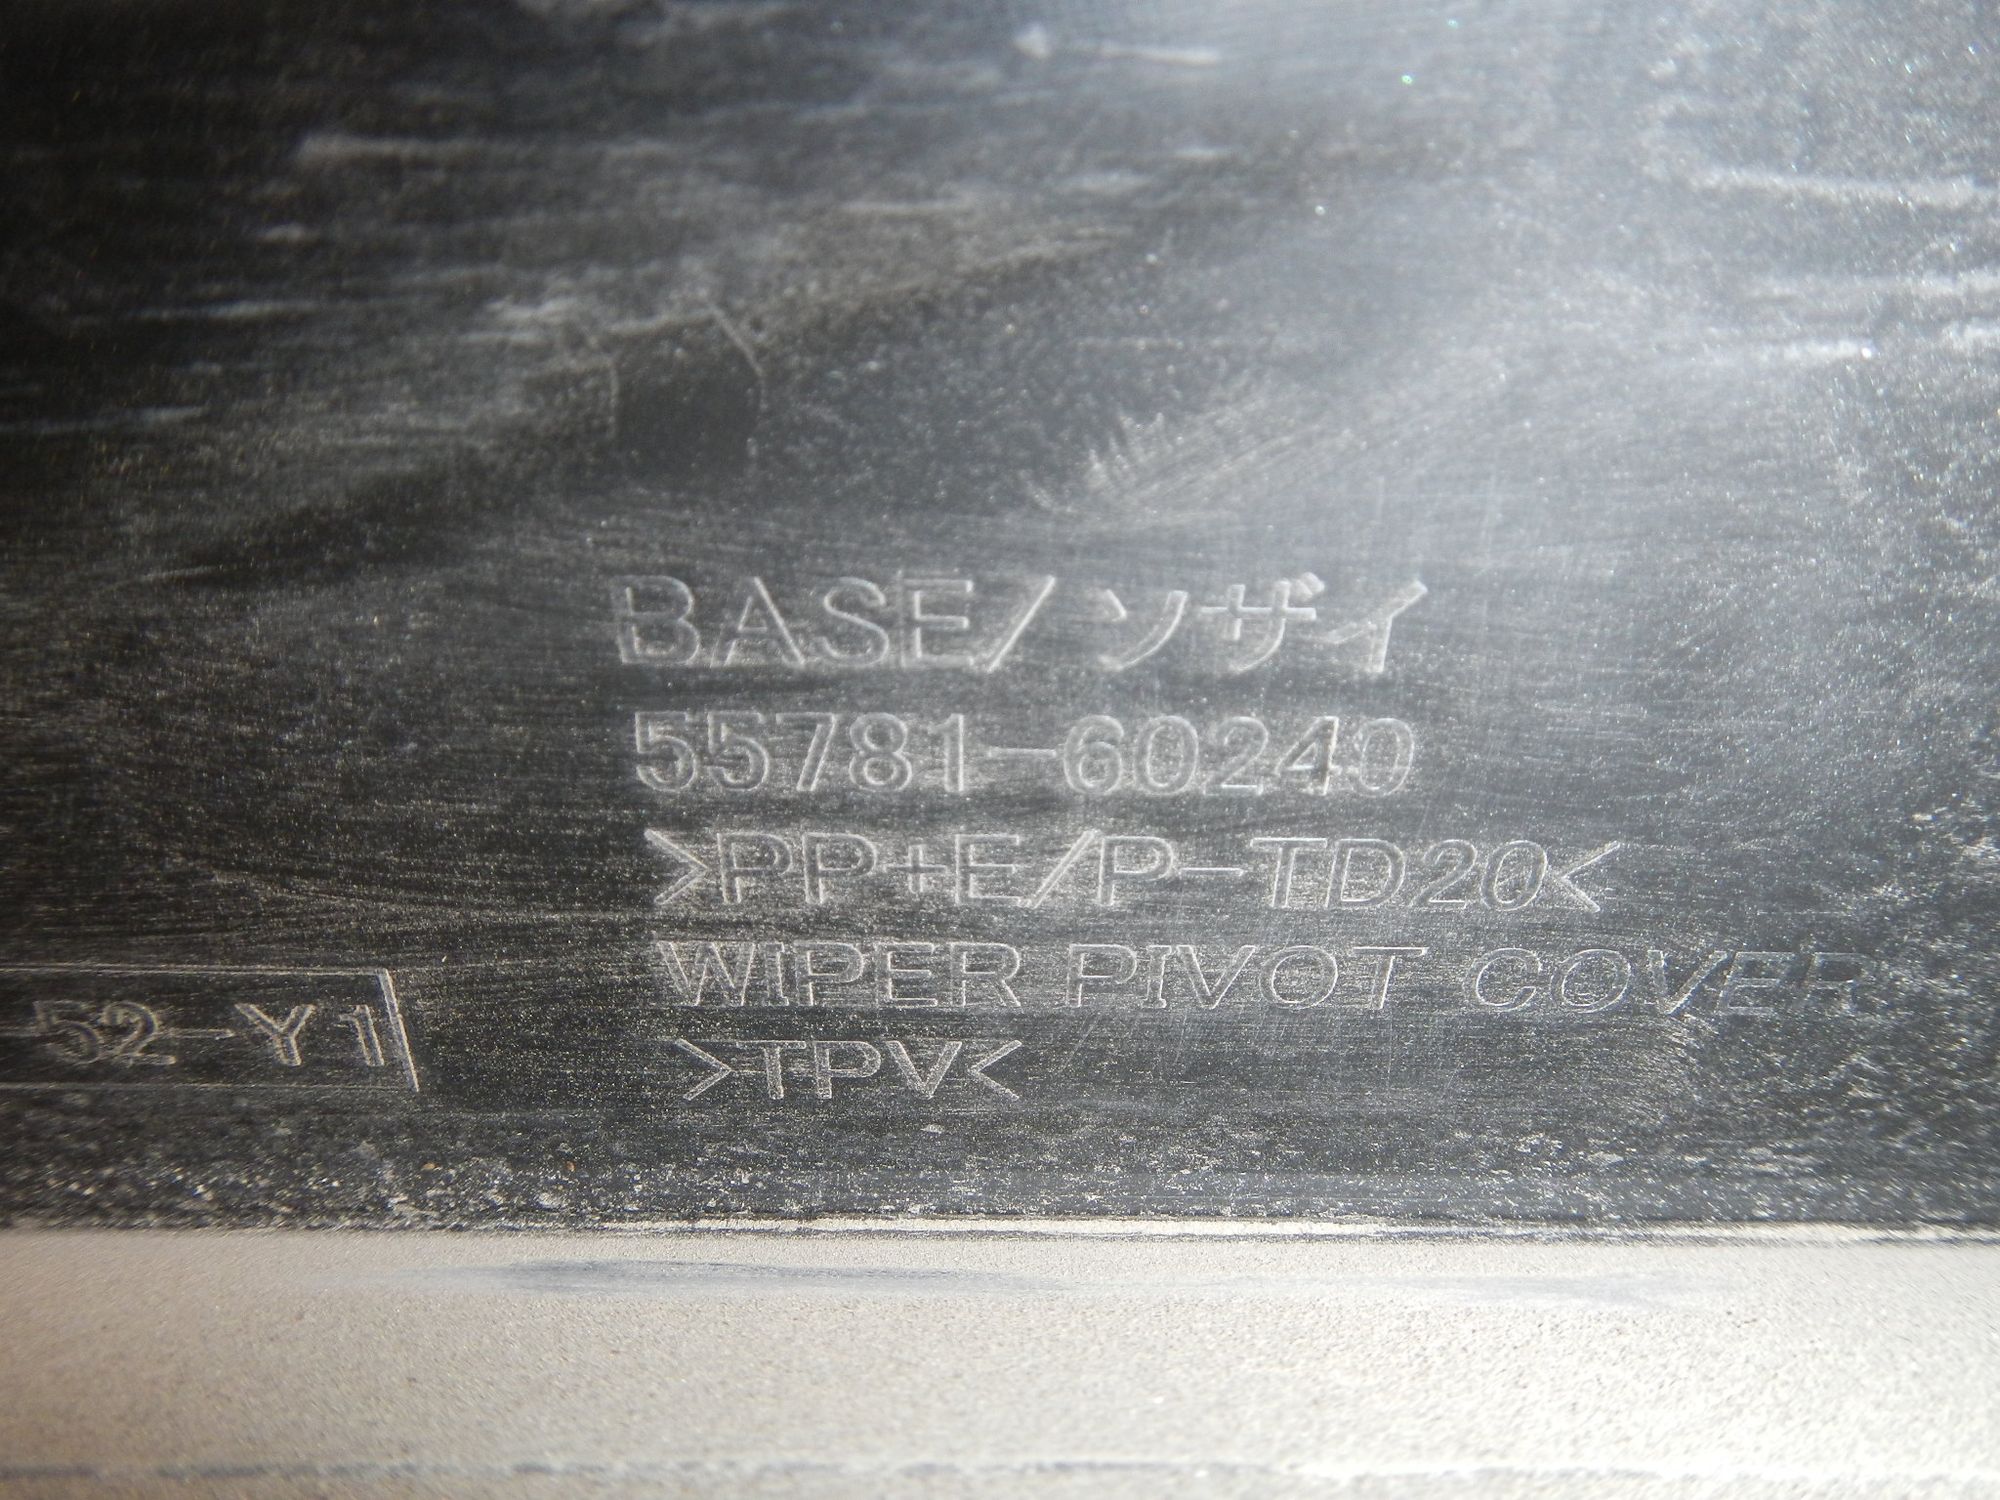 BASE/ソザイ
55781-60240
>PP+E/P-TD20<
WIPER PIVOT COVER
>TPV<
52-Y1